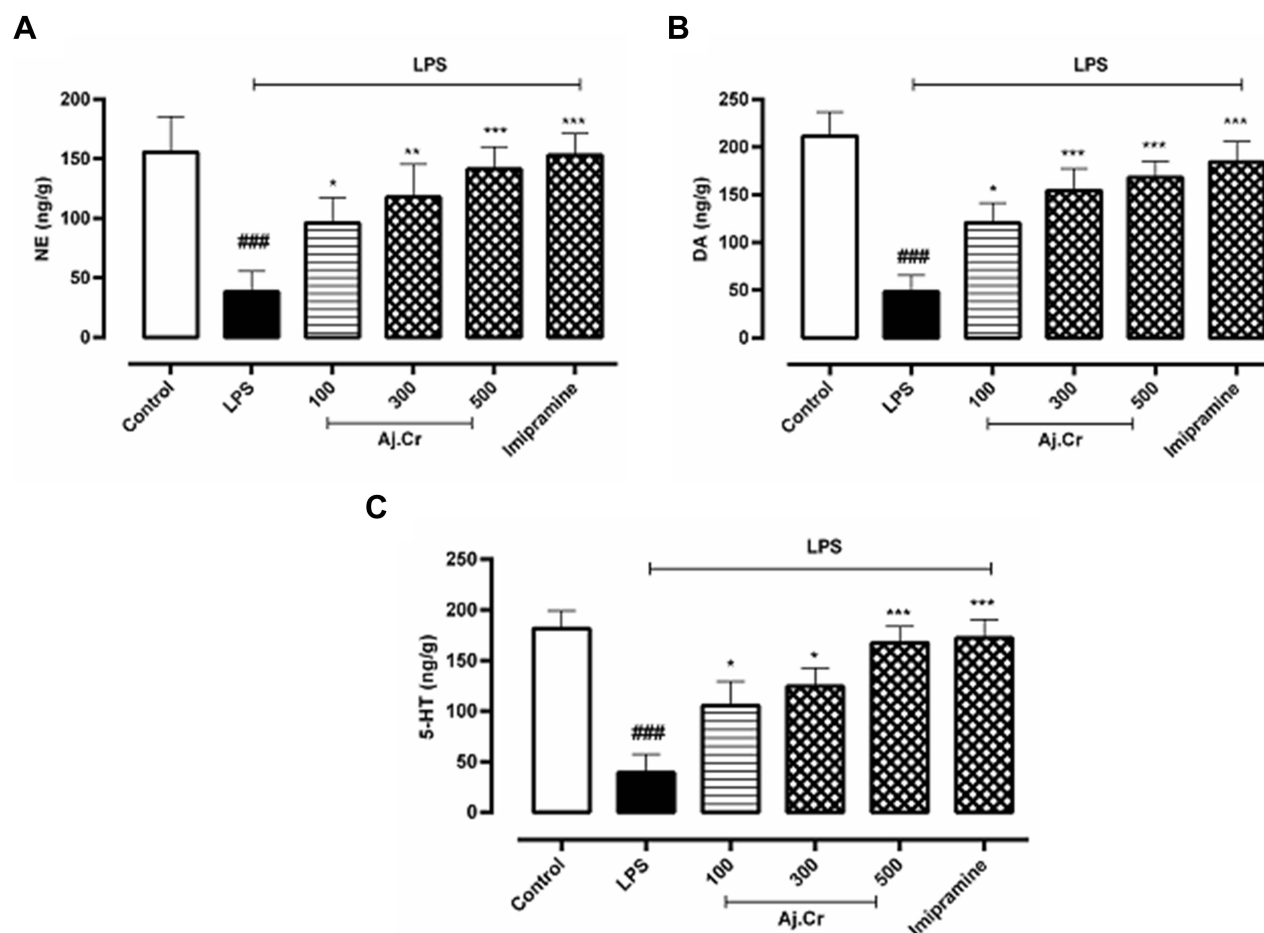 A
LPS
NE (ng/g)
200
150
100
50
0
###
*
**
***
***
Control
LPS
100
300
500
Imipramine
Aj.Cr
B
LPS
DA (ng/g)
250
200
150
100
50
0
###
*
***
***
***
Control
LPS
100
300
500
Imipramine
Aj.Cr
C
LPS
5-HT (ng/g)
250
200
150
100
50
0
###
*
*
***
***
Control
LPS
100
300
500
Imipramine
Aj.Cr